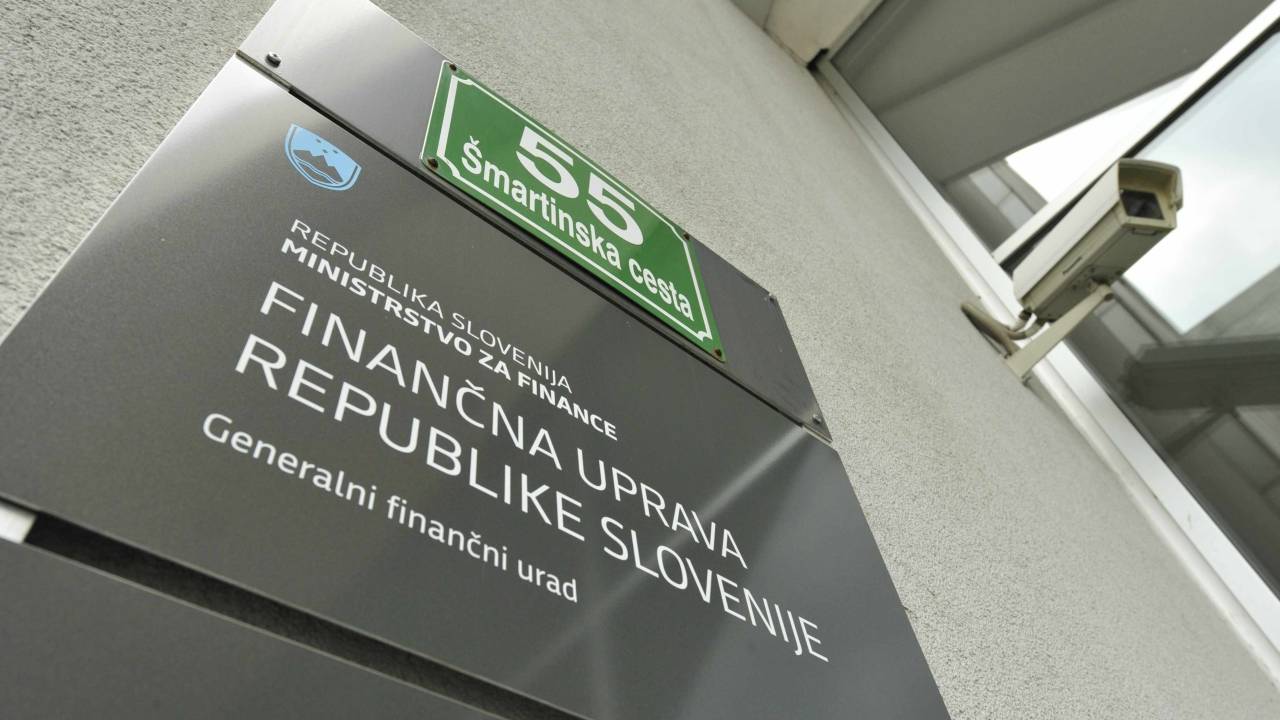 55
Šmartinska cesta
REPUBLIKA SLOVENIJA
MINISTRSTVO ZA FINANCE
FINANČNA UPRAVA
REPUBLIKE SLOVENIJE
Generalni finančni urad